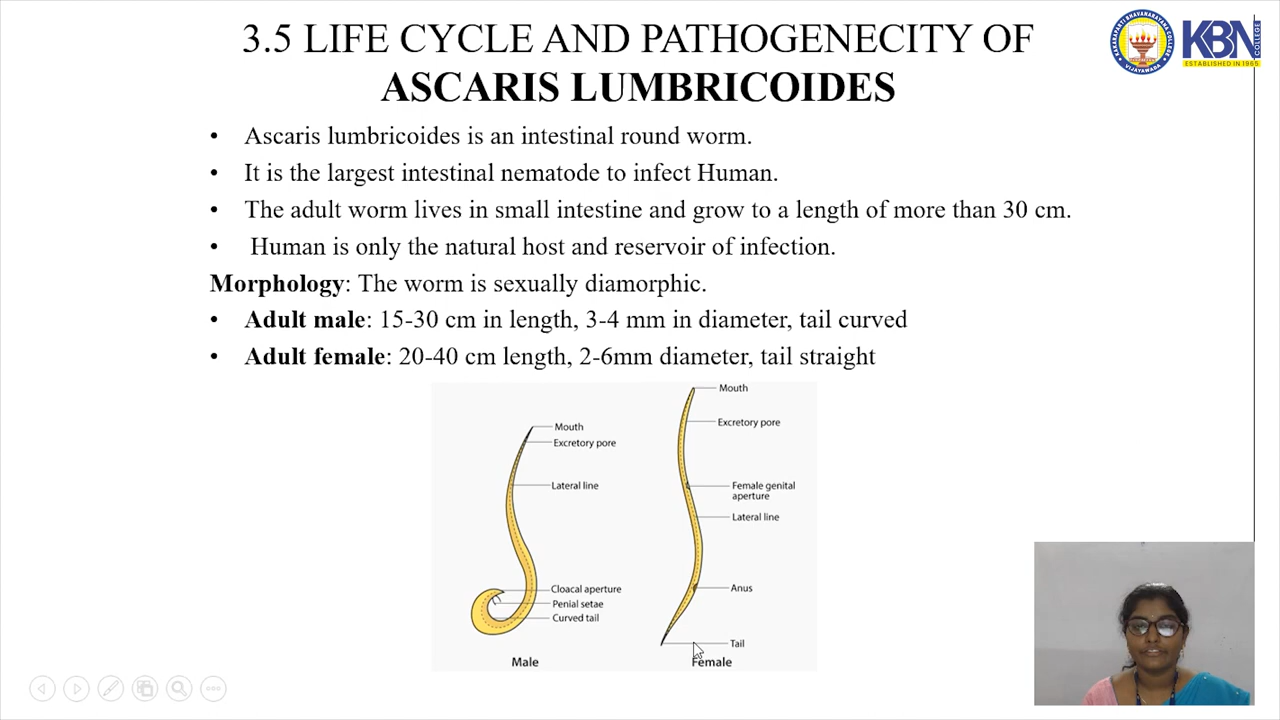 3.5 LIFE CYCLE AND PATHOGENECITY OF
ASCARIS LUMBRICOIDES
KAKARAPARTI BHAVANARAYANA COLLEGE
VIJAYAWADA
KBN
COLLEGE
ESTABLISHED IN 1965
• Ascaris lumbricoides is an intestinal round worm.
• It is the largest intestinal nematode to infect Human.
• The adult worm lives in small intestine and grow to a length of more than 30 cm.
• Human is only the natural host and reservoir of infection.
Morphology: The worm is sexually diamorphic.
• Adult male: 15-30 cm in length, 3-4 mm in diameter, tail curved
• Adult female: 20-40 cm length, 2-6mm diameter, tail straight
Mouth
Excretory pore
Lateral line
Cloacal aperture
Penial setae
Curved tail
Male
Mouth
Excretory pore
Female genital
aperture
Lateral line
Anus
Tail
Female